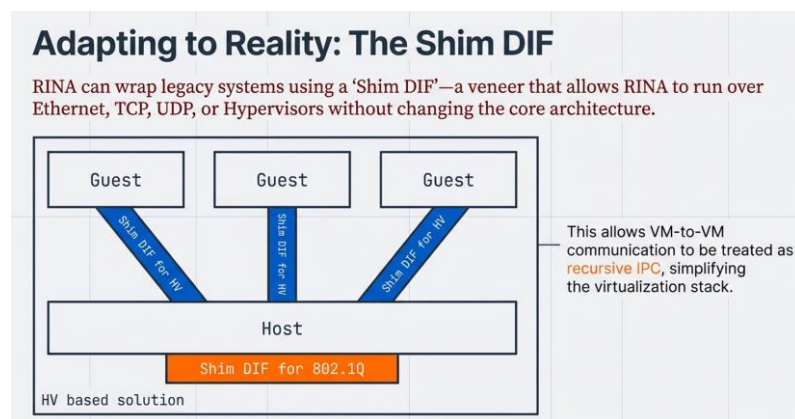 Adapting to Reality: The Shim DIF
RINA can wrap legacy systems using a ‘Shim DIF’—a veneer that allows RINA to run over
Ethernet, TCP, UDP, or Hypervisors without changing the core architecture.
Guest
Guest
Guest
Shim DIF for HV
Shim DIF for HV
Shim DIF for HV
This allows VM-to-VM
communication to be treated as
recursive IPC, simplifying
the virtualization stack.
Host
Shim DIF for 802.1Q
HV based solution